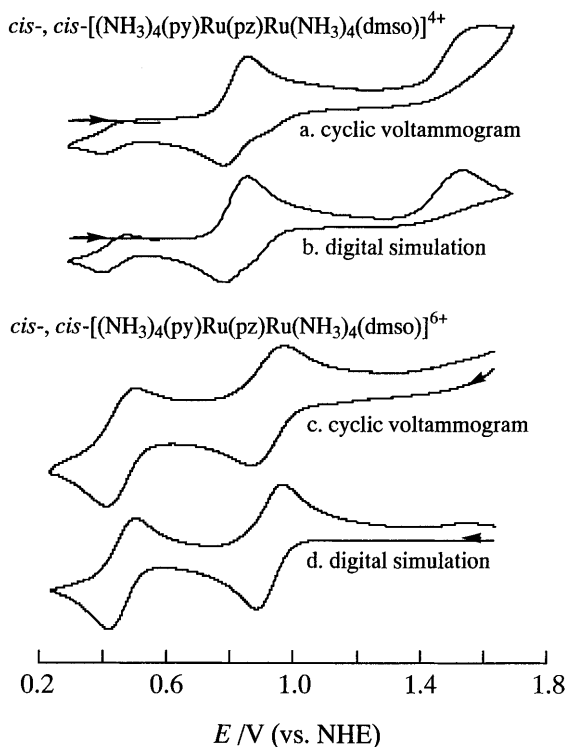 cis-, cis-[(NH₃)₄(py)Ru(pz)Ru(NH₃)₄(dmso)]⁴⁺
a. cyclic voltammogram
b. digital simulation
cis-, cis-[(NH₃)₄(py)Ru(pz)Ru(NH₃)₄(dmso)]⁶⁺
c. cyclic voltammogram
d. digital simulation
0.2 0.6 1.0 1.4 1.8
E /V (vs. NHE)